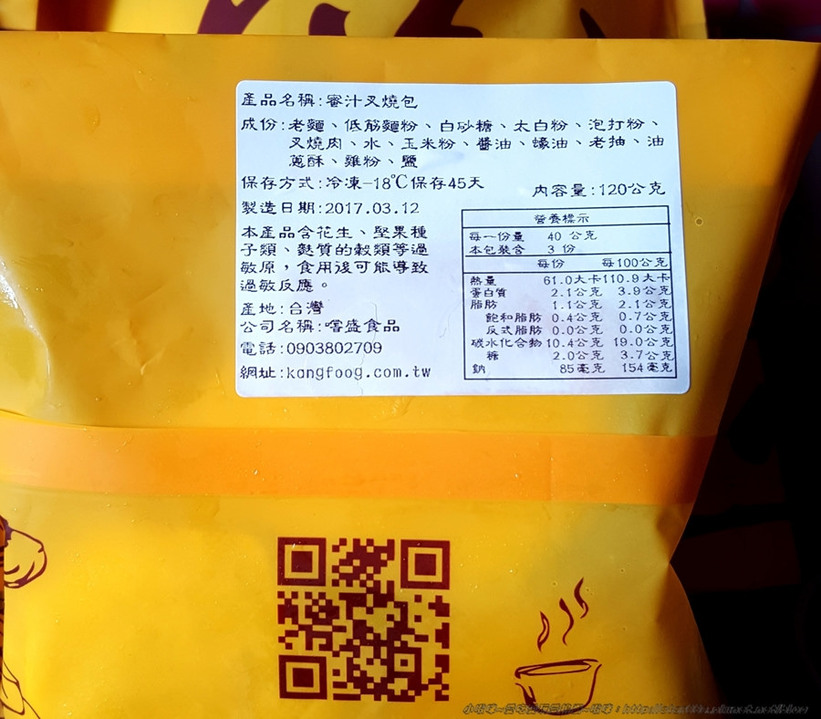 產品名稱:蜜汁叉燒包
成份:老麵、低筋麵粉、白砂糖、太白粉、泡打粉、
叉燒肉、水、玉米粉、醬油、蠔油、老抽、油
蔥酥、雞粉、鹽
保存方式:冷凍-18℃保存45天
內容量:120公克
製造日期:2017.03.12
本產品含花生、堅果種
子類、麩質的穀類等過
敏原,食用後可能導致
過敏反應。
產地:台灣
公司名稱:嚐盛食品
電話:0903802709
網址:kangfoog.com.tw
營養標示
每一份量 40 公克
本包裝含 3 份
每份 每100公克
熱量 61.0大卡 110.9大卡
蛋白質 2.1公克 3.9公克
脂肪 1.1公克 2.1公克
飽和脂肪 0.4公克 0.7公克
反式脂肪 0.0公克 0.0公克
碳水化合物 10.4公克 19.0公克
糖 2.0公克 3.7公克
鈉 85毫克 154毫克